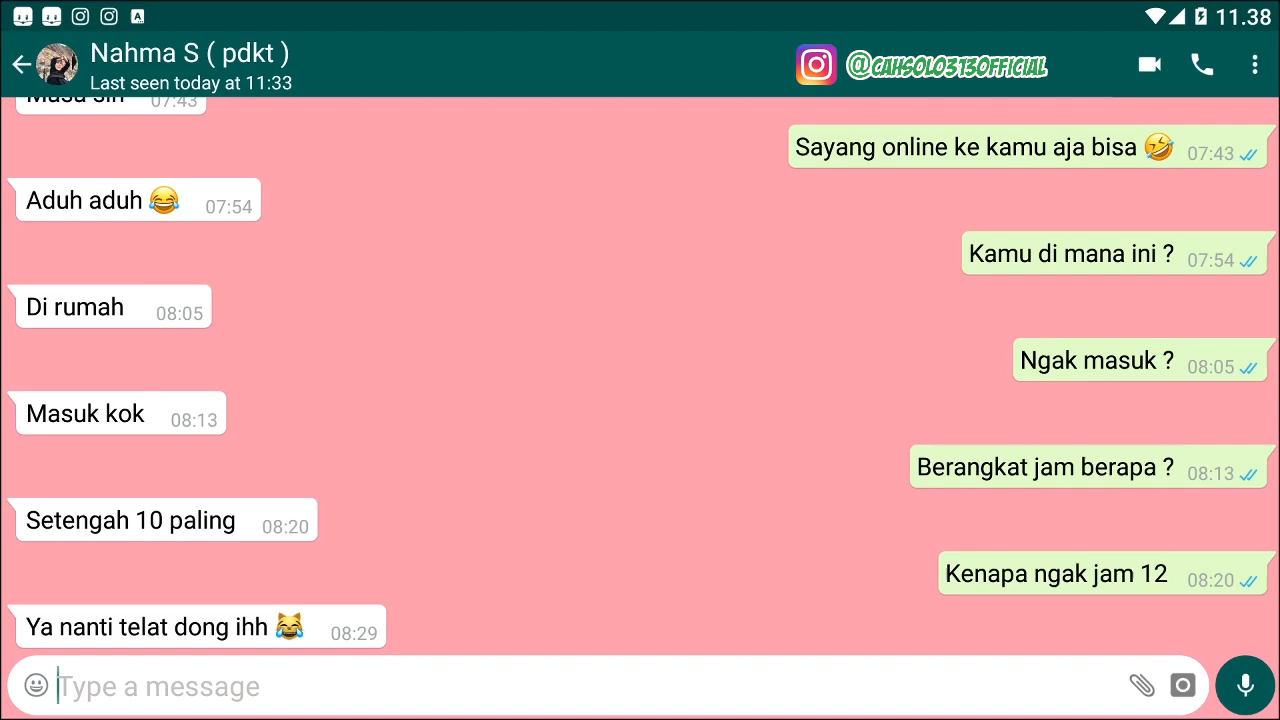 11.38
Nahma S ( pdkt )
Last seen today at 11:33
@CAHSOLO313OFFICIAL
Masa sih 07:43
Sayang online ke kamu aja bisa 🤣 07:43
Aduh aduh 😂 07:54
Kamu di mana ini ? 07:54
Di rumah 08:05
Ngak masuk ? 08:05
Masuk kok 08:13
Berangkat jam berapa ? 08:13
Setengah 10 paling 08:20
Kenapa ngak jam 12 08:20
Ya nanti telat dong ihh 😹 08:29
Type a message